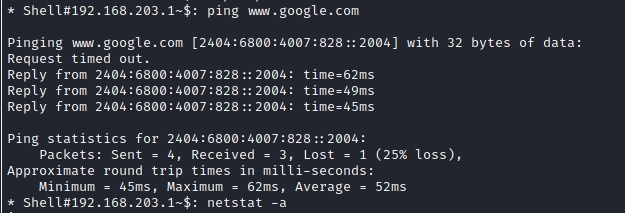 * Shell#192.168.203.1~$: ping www.google.com
Pinging www.google.com [2404:6800:4007:828::2004] with 32 bytes of data:
Request timed out.
Reply from 2404:6800:4007:828::2004: time=62ms
Reply from 2404:6800:4007:828::2004: time=49ms
Reply from 2404:6800:4007:828::2004: time=45ms
Ping statistics for 2404:6800:4007:828::2004:
Packets: Sent = 4, Received = 3, Lost = 1 (25% loss),
Approximate round trip times in milli-seconds:
Minimum = 45ms, Maximum = 62ms, Average = 52ms
* Shell#192.168.203.1~$: netstat -a